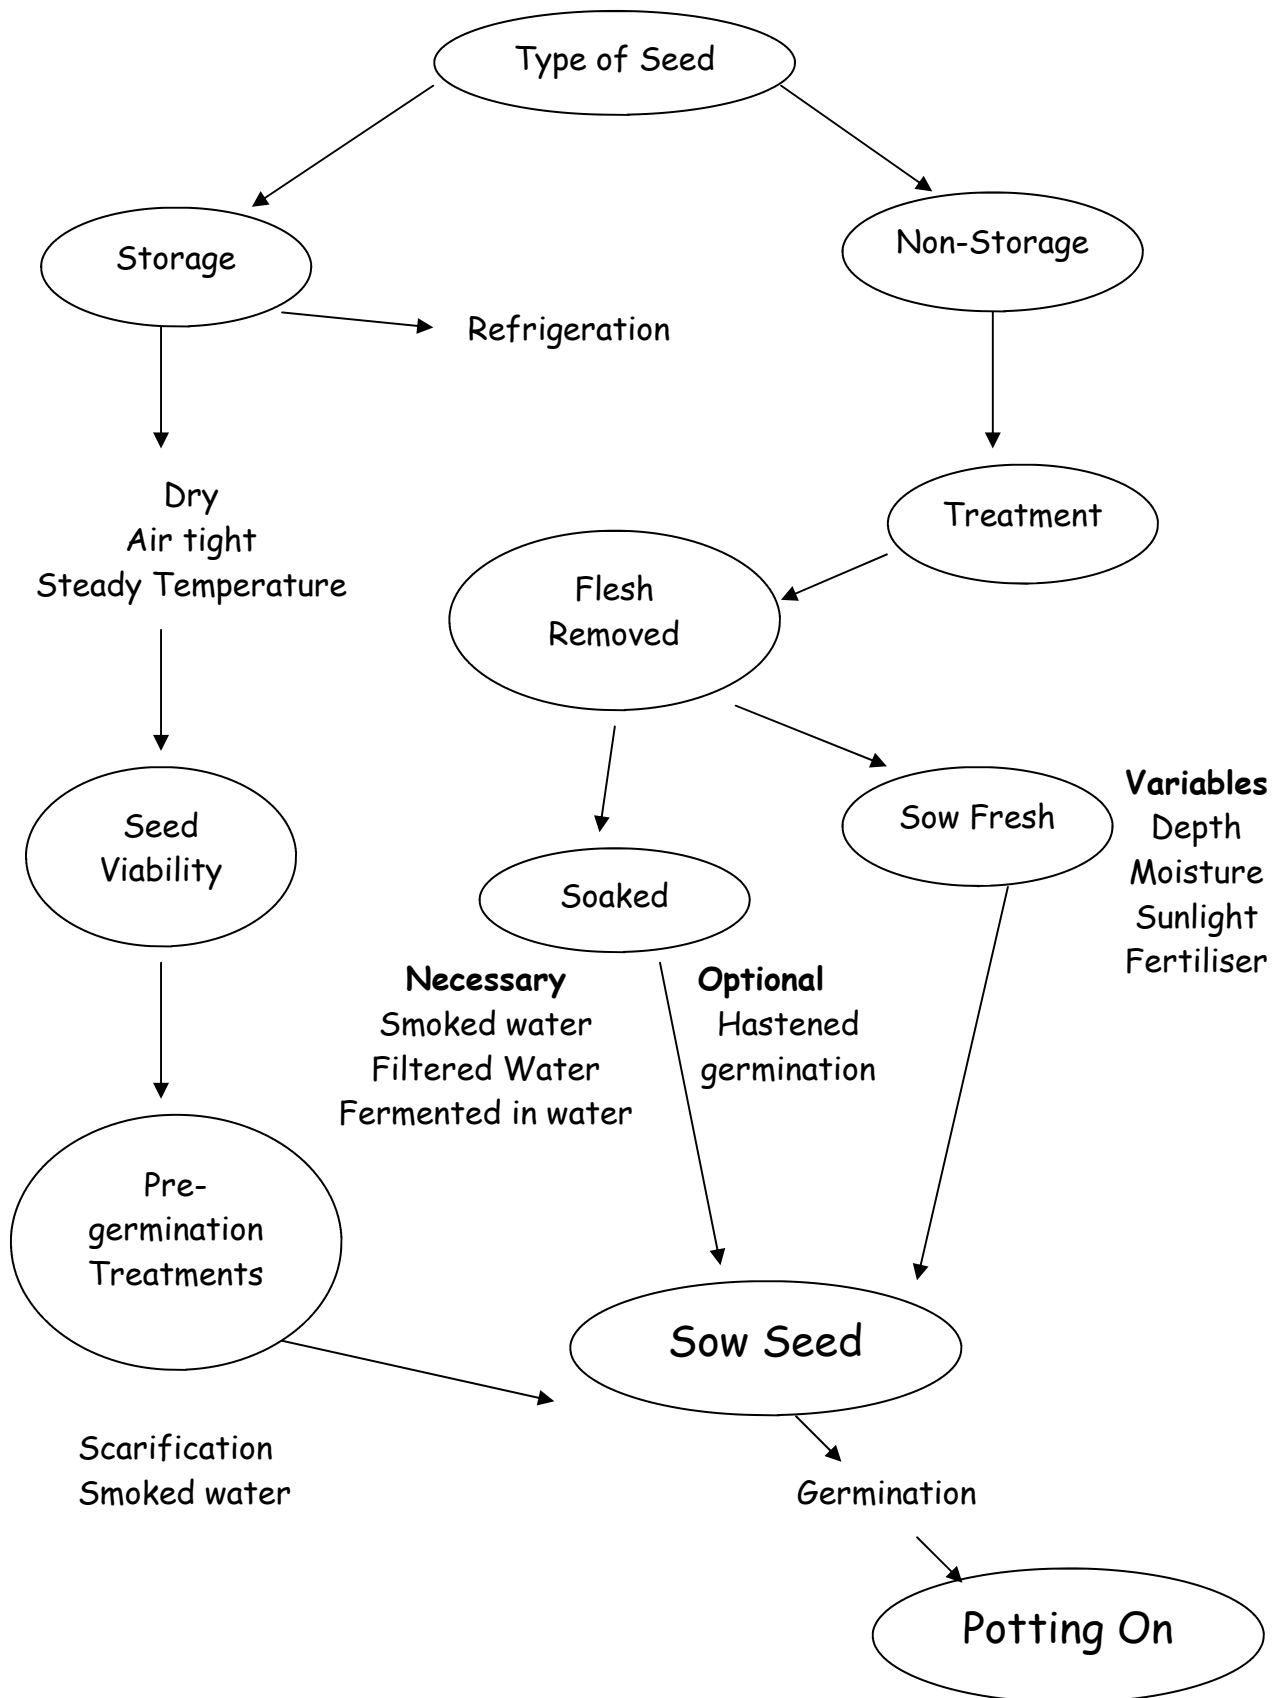 Type of Seed
Storage
Non-Storage
Refrigeration
Dry
Air tight
Steady Temperature
Treatment
Flesh
Removed
Seed
Viability
Soaked
Sow Fresh
Variables
Depth
Moisture
Sunlight
Fertiliser
Necessary
Smoked water
Filtered Water
Fermented in water
Optional
Hastened
germination
Pre-
germination
Treatments
Scarification
Smoked water
Sow Seed
Germination
Potting On